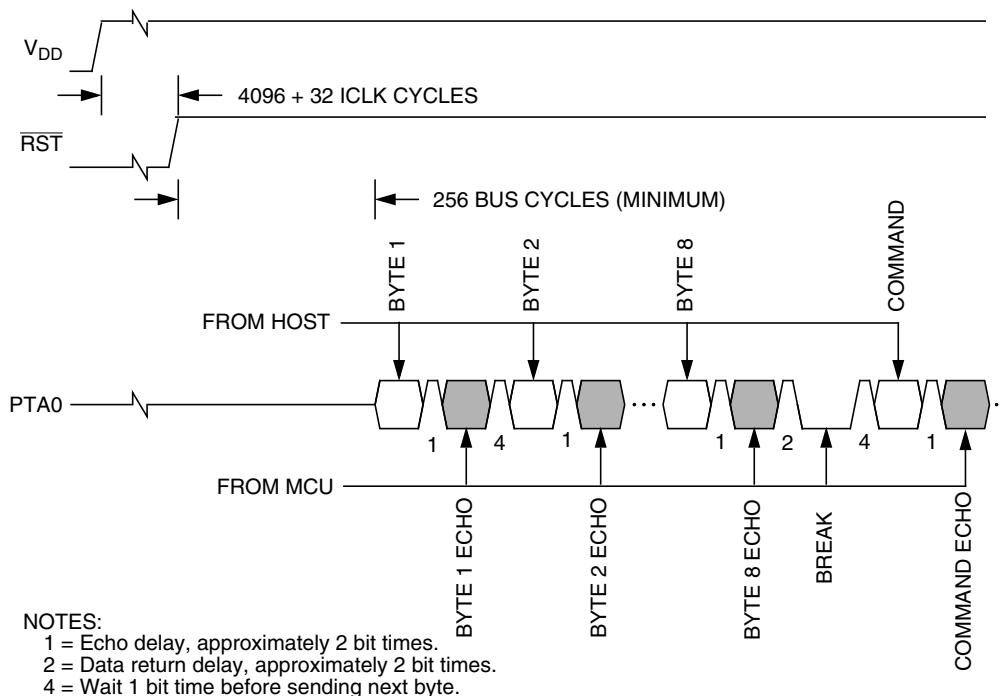 VDD
4096 + 32 ICLK CYCLES
RST
256 BUS CYCLES (MINIMUM)
BYTE 1
BYTE 2
BYTE 8
COMMAND
FROM HOST
PTA0
1
4
1
1
2
4
1
FROM MCU
BYTE 1 ECHO
BYTE 2 ECHO
BYTE 8 ECHO
BREAK
COMMAND ECHO
NOTES:
1 = Echo delay, approximately 2 bit times.
2 = Data return delay, approximately 2 bit times.
4 = Wait 1 bit time before sending next byte.